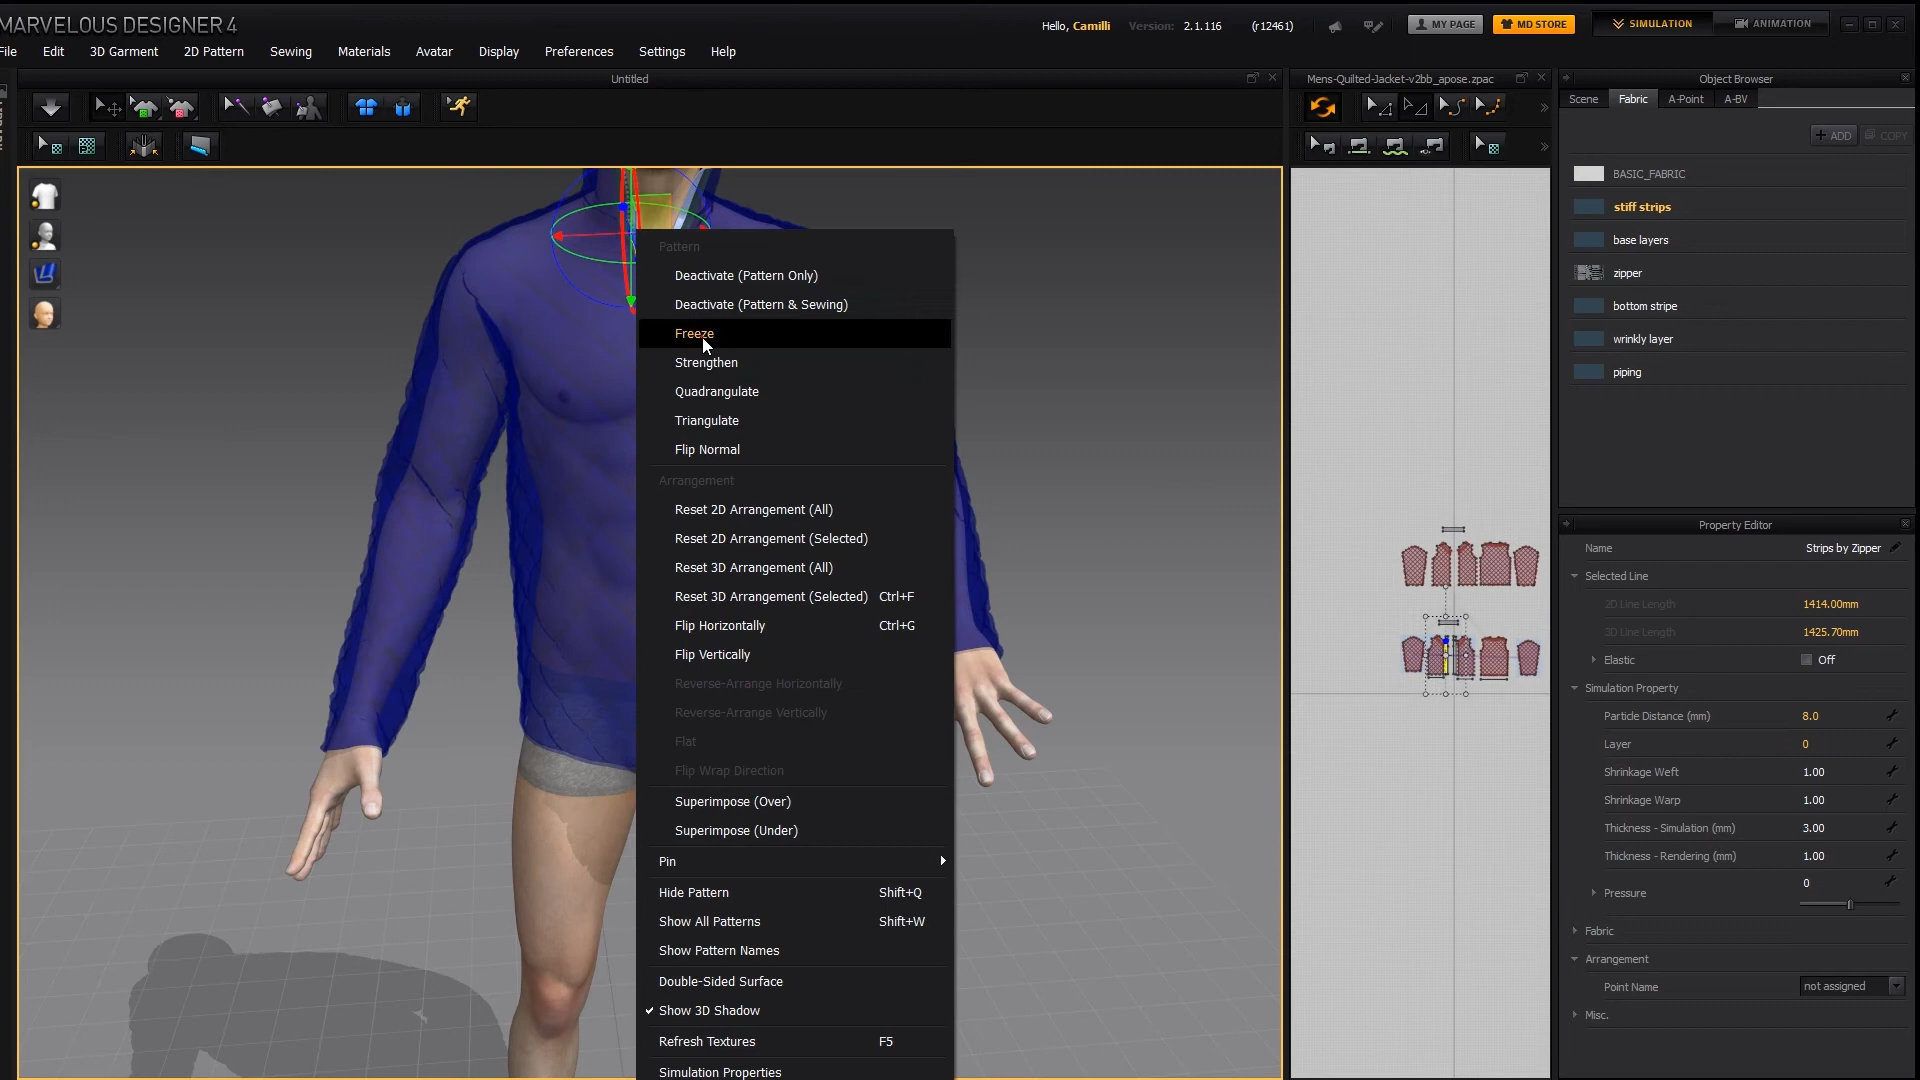 MARVELOUS DESIGNER 4
Hello, Camilli Version: 2.1.116 (r12461) MY PAGE MD STORE SIMULATION ANIMATION
File Edit 3D Garment 2D Pattern Sewing Materials Avatar Display Preferences Settings Help
Untitled
Mens-Quilted-Jacket-v2bb_apose.zpac
Object Browser
Scene Fabric A-Point A-BV
+ ADD COPY
BASIC_FABRIC
stiff strips
base layers
zipper
bottom stripe
wrinkly layer
piping
Pattern
Deactivate (Pattern Only)
Deactivate (Pattern & Sewing)
Freeze
Strengthen
Quadrangulate
Triangulate
Flip Normal
Arrangement
Reset 2D Arrangement (All)
Reset 2D Arrangement (Selected)
Reset 3D Arrangement (All)
Reset 3D Arrangement (Selected) Ctrl+F
Flip Horizontally Ctrl+G
Flip Vertically
Reverse-Arrange Horizontally
Reverse-Arrange Vertically
Flat
Flip Wrap Direction
Superimpose (Over)
Superimpose (Under)
Pin
Hide Pattern Shift+Q
Show All Patterns Shift+W
Show Pattern Names
Double-Sided Surface
Show 3D Shadow
Refresh Textures F5
Simulation Properties
Property Editor
Name Strips by Zipper
Selected Line
2D Line Length 1414.00mm
3D Line Length 1425.70mm
Elastic Off
Simulation Property
Particle Distance (mm) 8.0
Layer 0
Shrinkage Weft 1.00
Shrinkage Warp 1.00
Thickness - Simulation (mm) 3.00
Thickness - Rendering (mm) 1.00
Pressure 0
Fabric
Arrangement
Point Name not assigned
Misc.